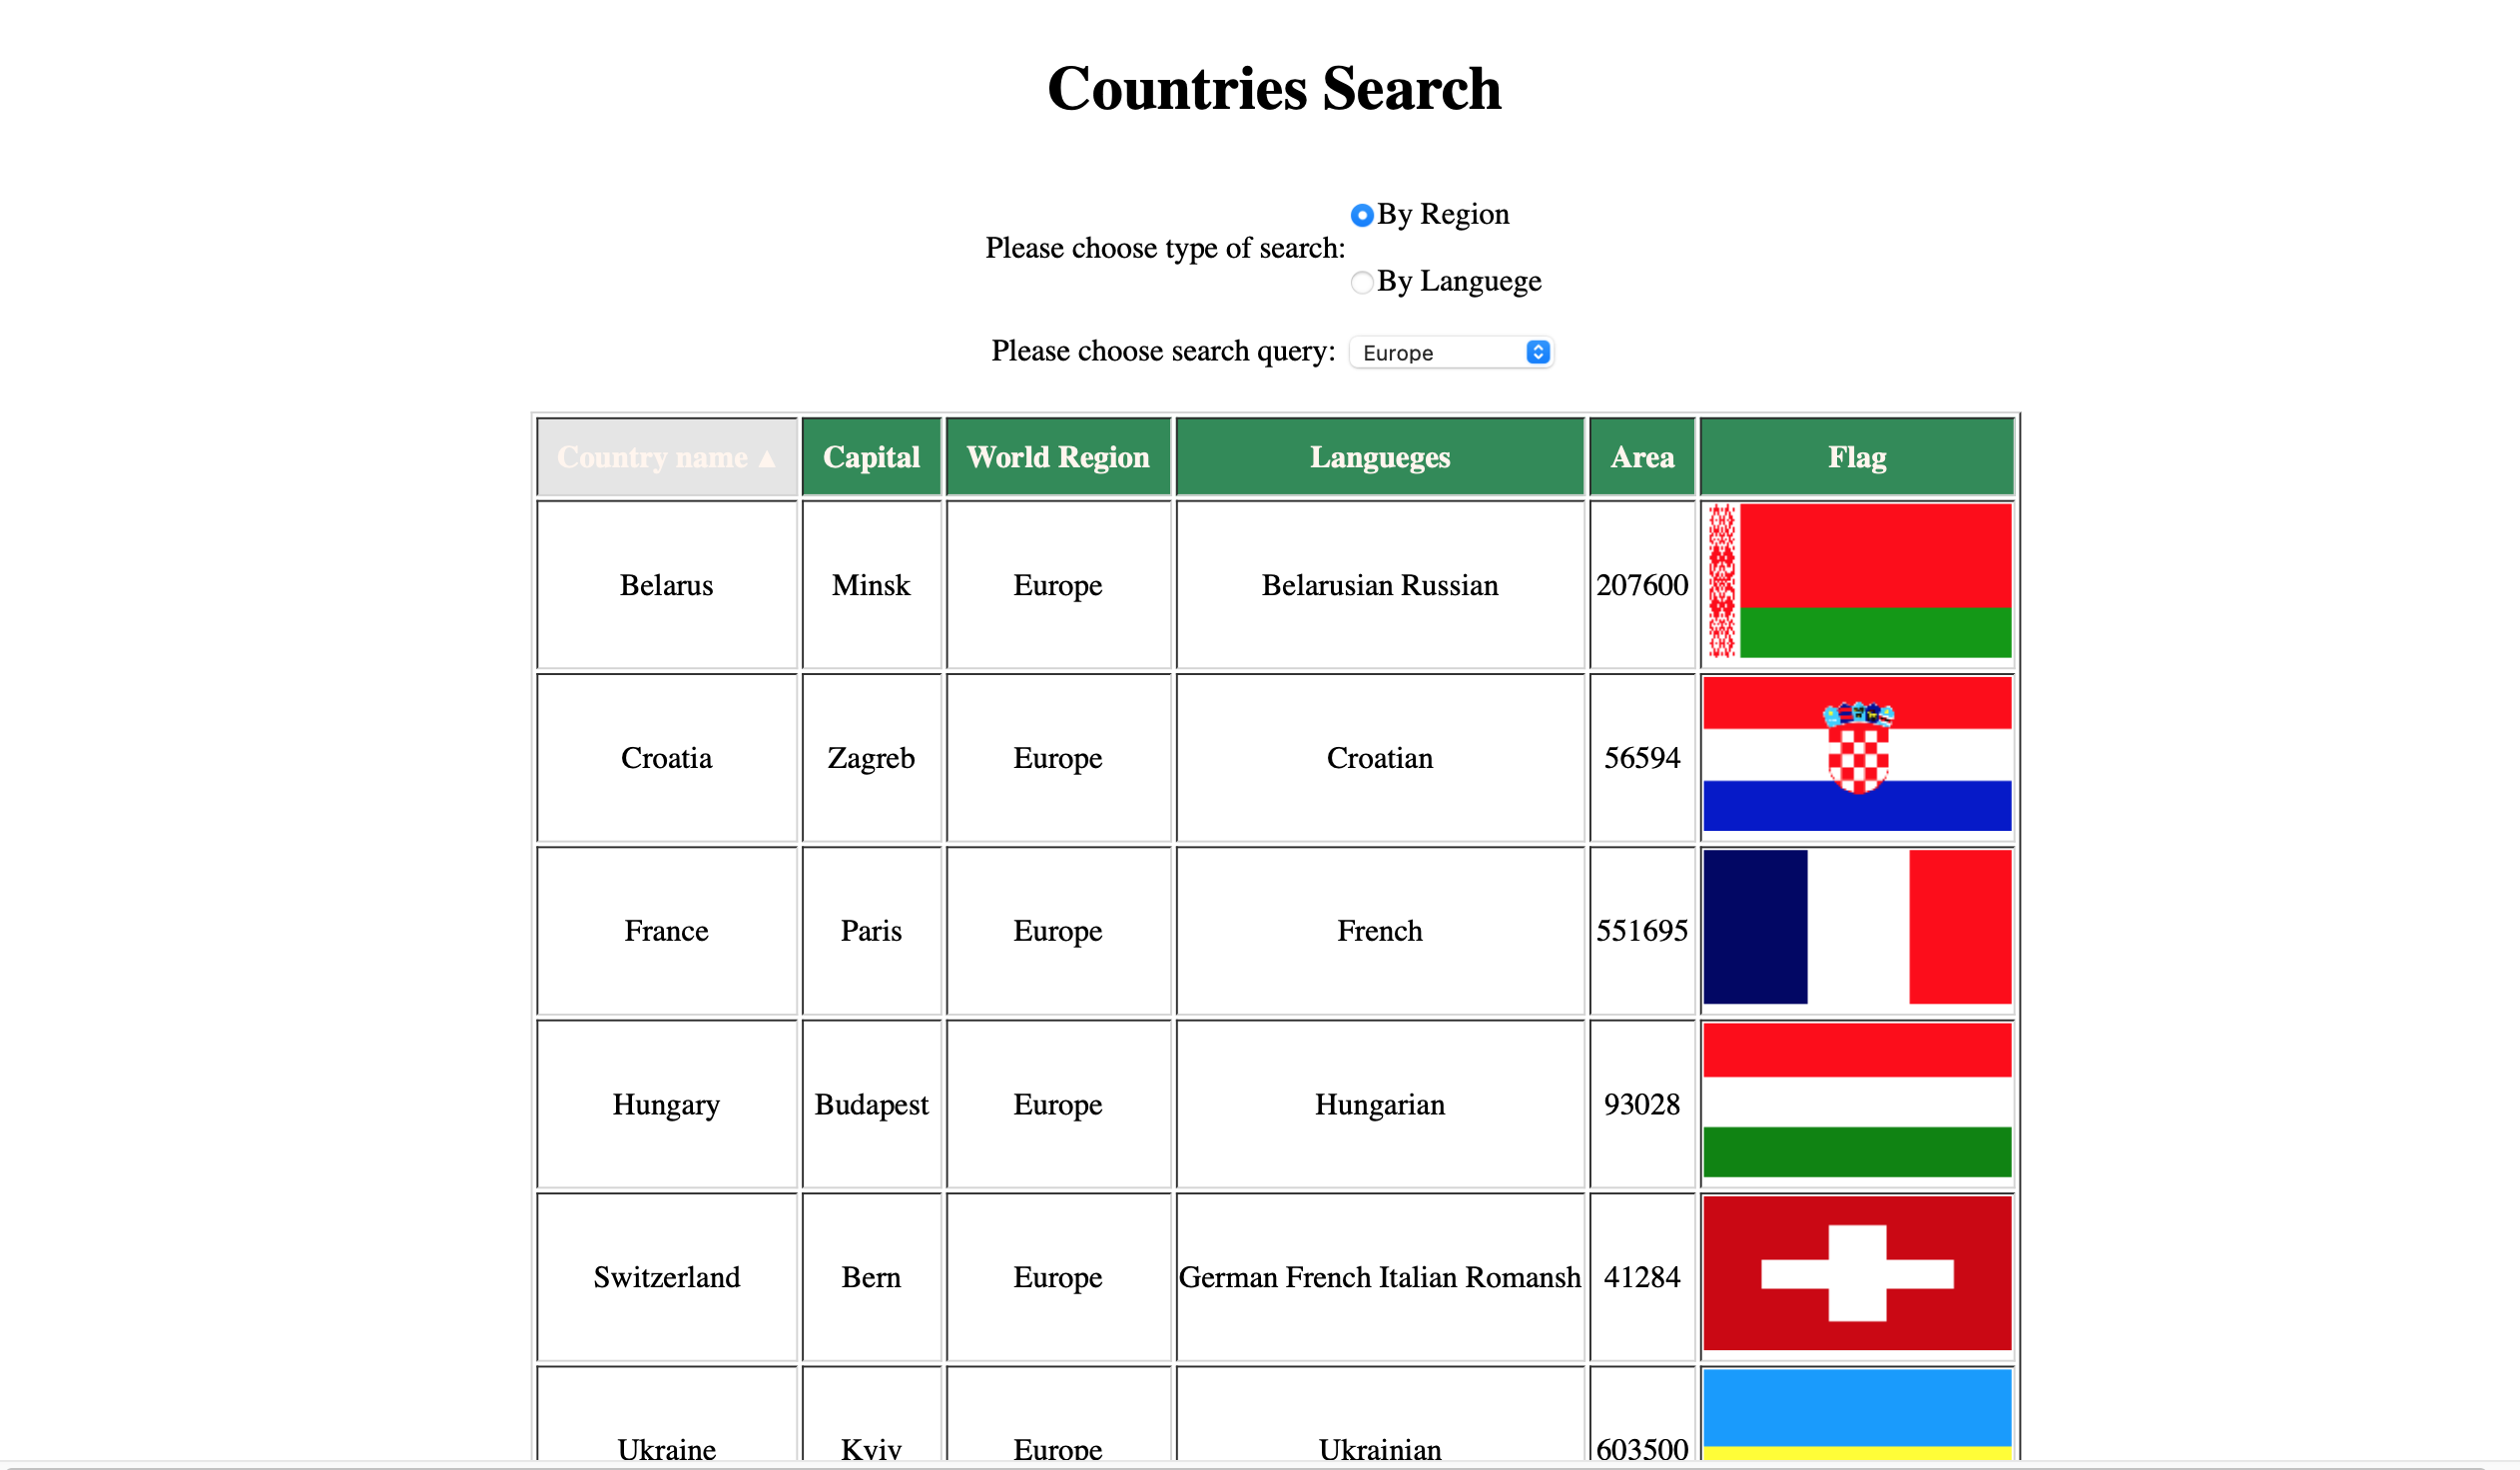 Countries Search
By Region
Please choose type of search:
By Languege
Please choose search query: Europe
Country name ▲ Capital World Region Langueges Area Flag
Belarus Minsk Europe Belarusian Russian 207600
Croatia Zagreb Europe Croatian 56594
France Paris Europe French 551695
Hungary Budapest Europe Hungarian 93028
Switzerland Bern Europe German French Italian Romansh 41284
Ukraine Kyiv Europe Ukrainian 603500